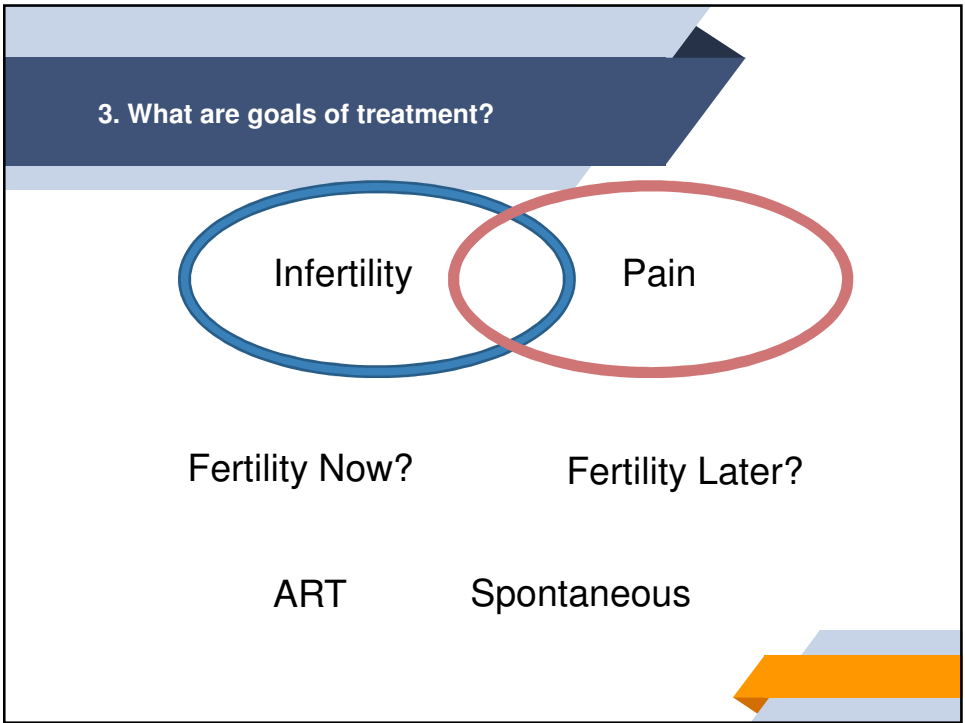 3. What are goals of treatment?
Infertility
Pain
Fertility Now?
Fertility Later?
ART
Spontaneous